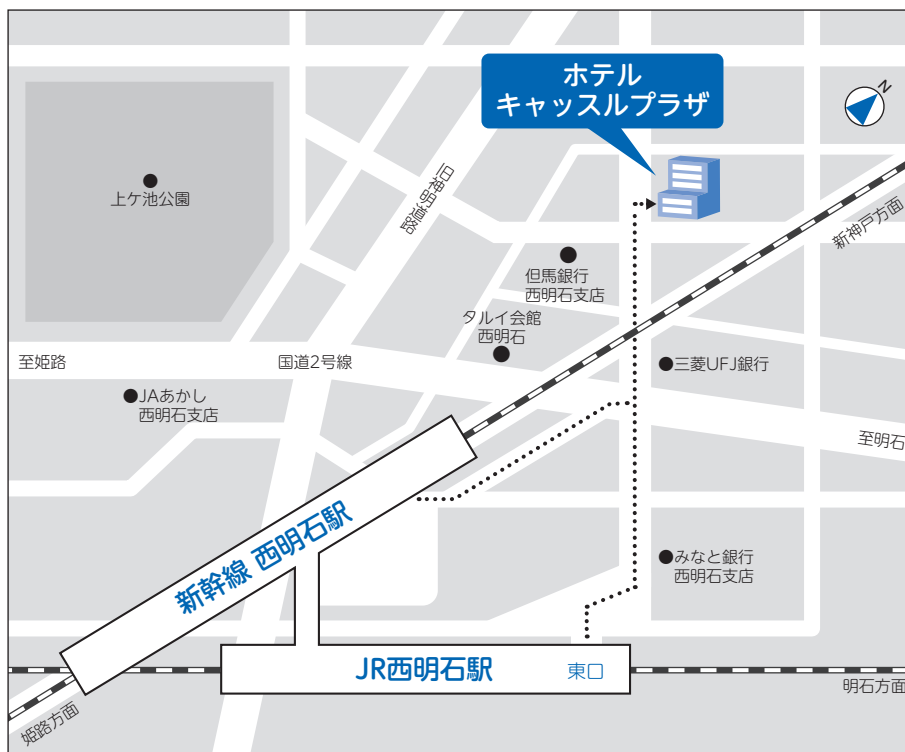 ホテル
キャッスルプラザ
N
上ケ池公園
旧神明道路
新神戸方面
但馬銀行
西明石支店
タルイ会館
西明石
至姫路
国道2号線
三菱UFJ銀行
JAあかし
西明石支店
至明石
新幹線 西明石駅
みなと銀行
西明石支店
JR西明石駅
東口
明石方面
姫路方面